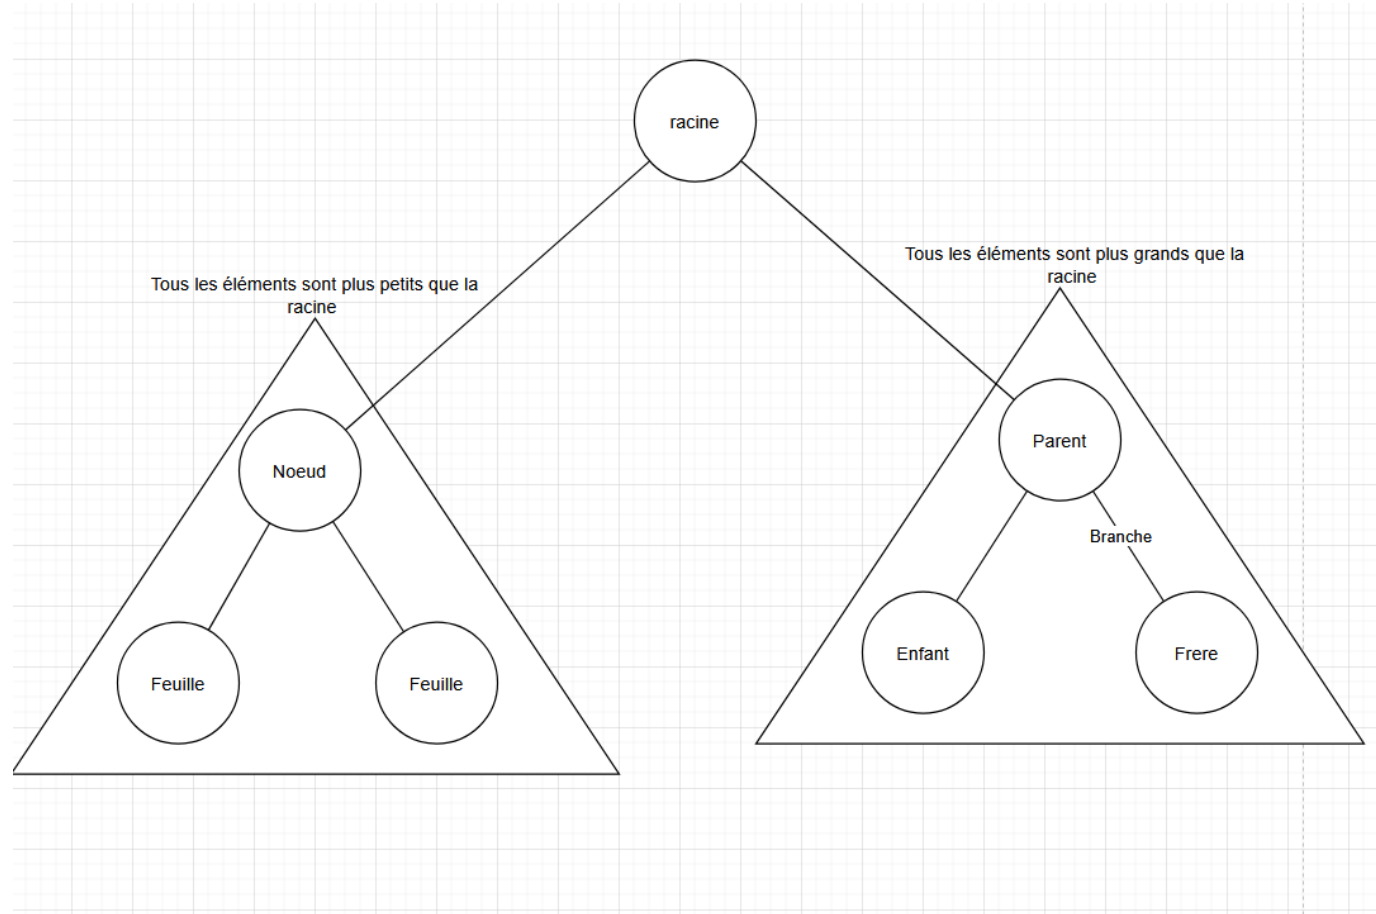 racine
Tous les éléments sont plus petits que la
racine
Tous les éléments sont plus grands que la
racine
Noeud
Parent
Branche
Feuille
Feuille
Enfant
Frere